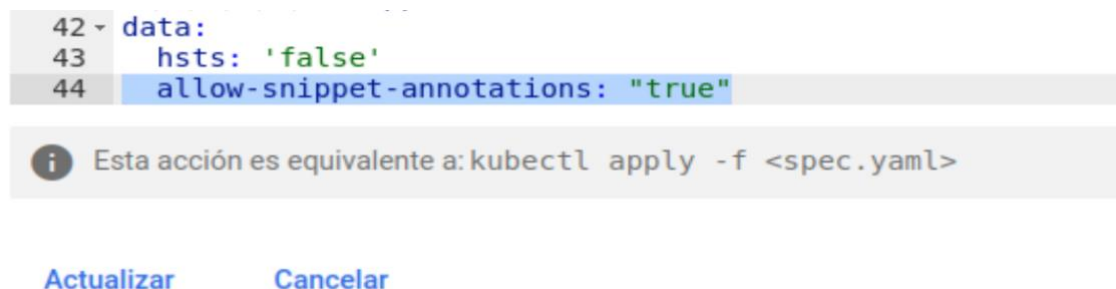 42 data:
43 hsts: 'false'
44 allow-snippet-annotations: "true"
Esta acción es equivalente a: kubectl apply -f <spec.yaml>
Actualizar Cancelar